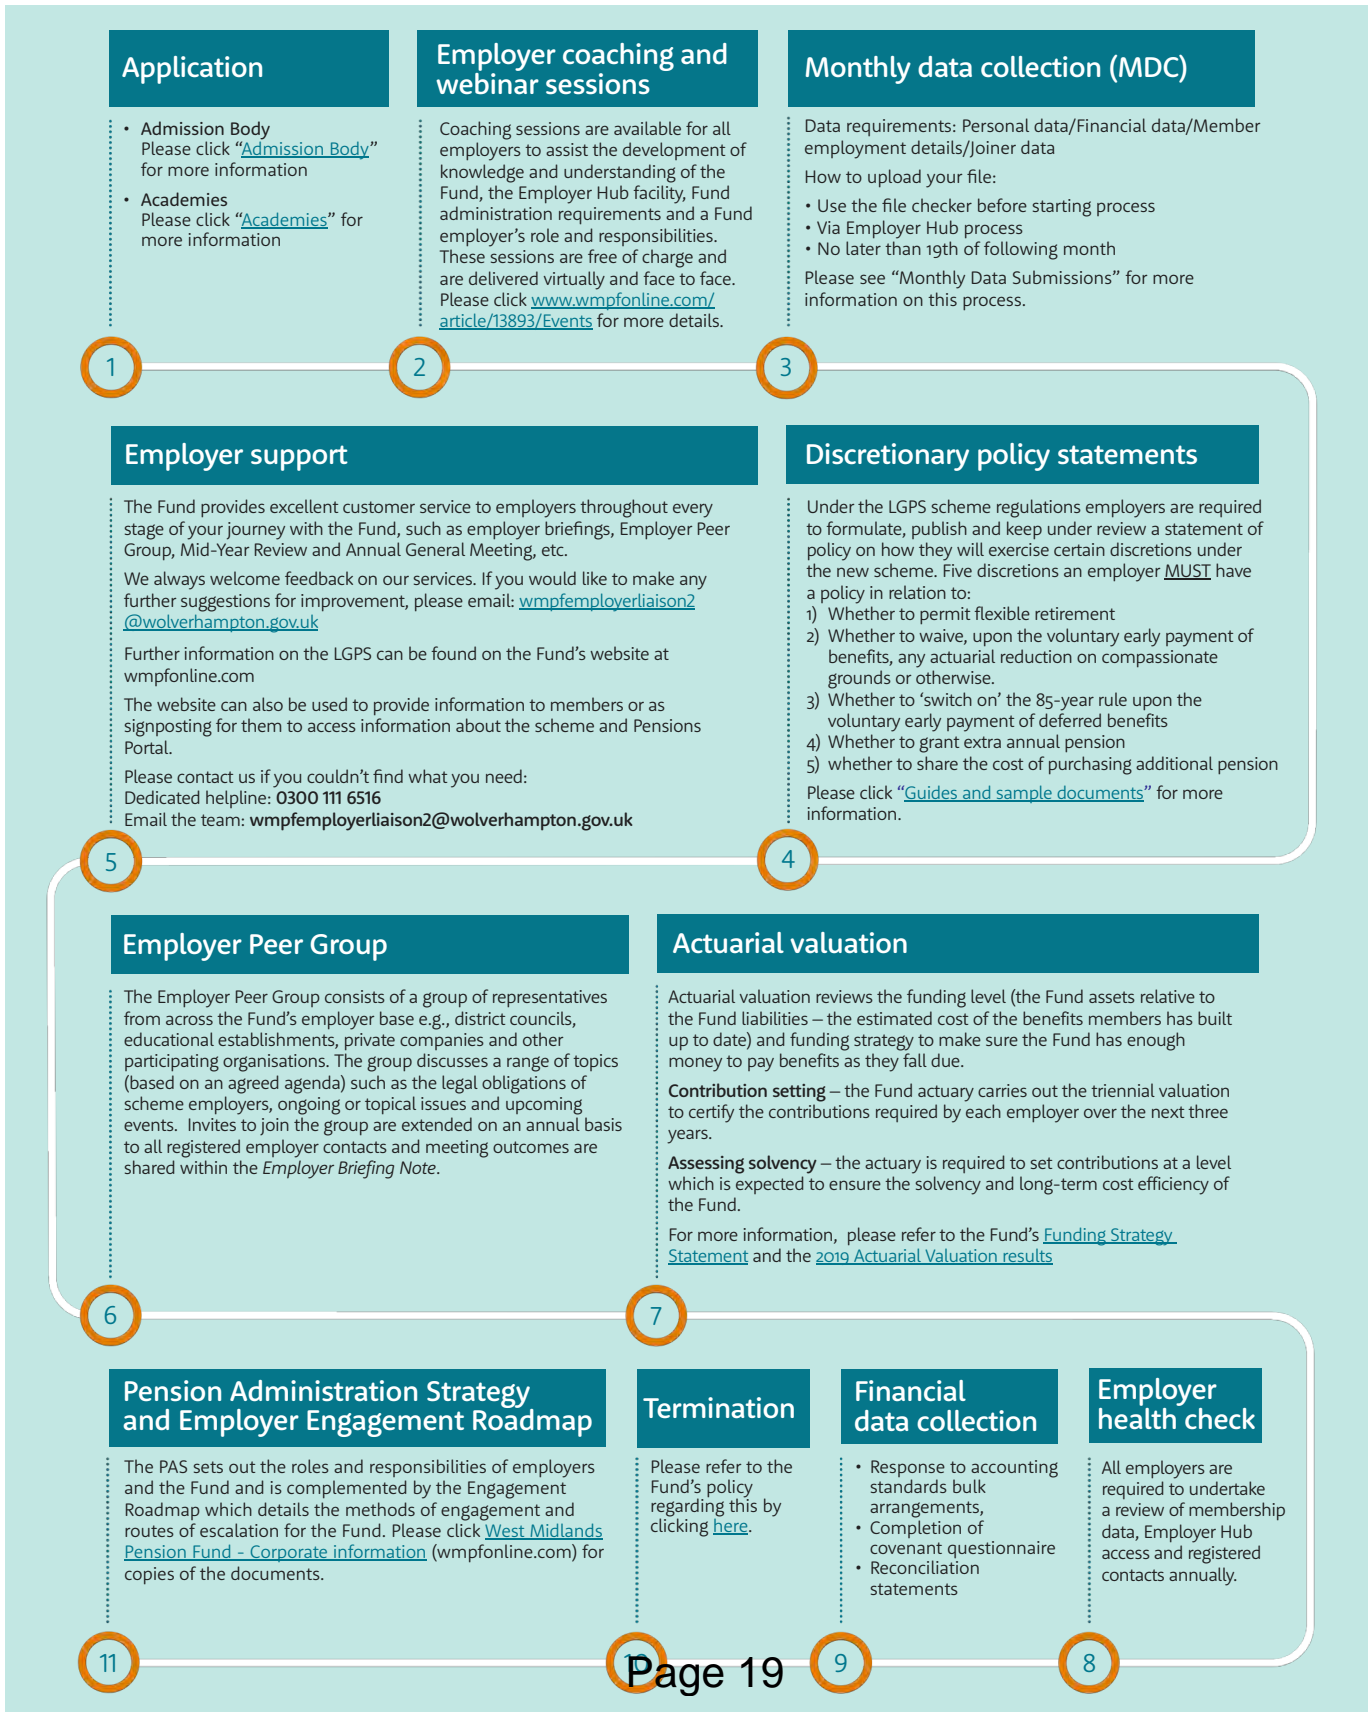 Application
• Admission Body
Please click “Admission Body”
for more information
• Academies
Please click “Academies” for
more information
1
Employer coaching and
webinar sessions
Coaching sessions are available for all
employers to assist the development of
knowledge and understanding of the
Fund, the Employer Hub facility, Fund
administration requirements and a Fund
employer’s role and responsibilities.
These sessions are free of charge and
are delivered virtually and face to face.
Please click www.wmpfonline.com/
article/13893/Events for more details.
2
Monthly data collection (MDC)
Data requirements: Personal data/Financial data/Member
employment details/Joiner data
How to upload your file:
• Use the file checker before starting process
• Via Employer Hub process
• No later than 19th of following month
Please see “Monthly Data Submissions” for more
information on this process.
3
Discretionary policy statements
Under the LGPS scheme regulations employers are required
to formulate, publish and keep under review a statement of
policy on how they will exercise certain discretions under
the new scheme. Five discretions an employer MUST have
a policy in relation to:
1) Whether to permit flexible retirement
2) Whether to waive, upon the voluntary early payment of
benefits, any actuarial reduction on compassionate
grounds or otherwise.
3) Whether to ‘switch on’ the 85-year rule upon the
voluntary early payment of deferred benefits
4) Whether to grant extra annual pension
5) whether to share the cost of purchasing additional pension
Please click “Guides and sample documents” for more
information.
4
Employer support
The Fund provides excellent customer service to employers throughout every
stage of your journey with the Fund, such as employer briefings, Employer Peer
Group, Mid-Year Review and Annual General Meeting, etc.
We always welcome feedback on our services. If you would like to make any
further suggestions for improvement, please email: wmpfemployerliaison2
@wolverhampton.gov.uk
Further information on the LGPS can be found on the Fund’s website at
wmpfonline.com
The website can also be used to provide information to members or as
signposting for them to access information about the scheme and Pensions
Portal.
Please contact us if you couldn’t find what you need:
Dedicated helpline: 0300 111 6516
Email the team: wmpfemployerliaison2@wolverhampton.gov.uk
5
Employer Peer Group
The Employer Peer Group consists of a group of representatives
from across the Fund’s employer base e.g., district councils,
educational establishments, private companies and other
participating organisations. The group discusses a range of topics
(based on an agreed agenda) such as the legal obligations of
scheme employers, ongoing or topical issues and upcoming
events. Invites to join the group are extended on an annual basis
to all registered employer contacts and meeting outcomes are
shared within the Employer Briefing Note.
6
Actuarial valuation
Actuarial valuation reviews the funding level (the Fund assets relative to
the Fund liabilities – the estimated cost of the benefits members has built
up to date) and funding strategy to make sure the Fund has enough
money to pay benefits as they fall due.
Contribution setting – the Fund actuary carries out the triennial valuation
to certify the contributions required by each employer over the next three
years.
Assessing solvency – the actuary is required to set contributions at a level
which is expected to ensure the solvency and long-term cost efficiency of
the Fund.
For more information, please refer to the Fund’s Funding Strategy
Statement and the 2019 Actuarial Valuation results
7
Employer
health check
All employers are
required to undertake
a review of membership
data, Employer Hub
access and registered
contacts annually.
8
Financial
data collection
• Response to accounting
standards bulk
arrangements,
• Completion of
covenant questionnaire
• Reconciliation
statements
9
Termination
Please refer to the
Fund’s policy
regarding this by
clicking here.
10
Pension Administration Strategy
and Employer Engagement Roadmap
The PAS sets out the roles and responsibilities of employers
and the Fund and is complemented by the Engagement
Roadmap which details the methods of engagement and
routes of escalation for the Fund. Please click West Midlands
Pension Fund - Corporate information (wmpfonline.com) for
copies of the documents.
11
Page 19